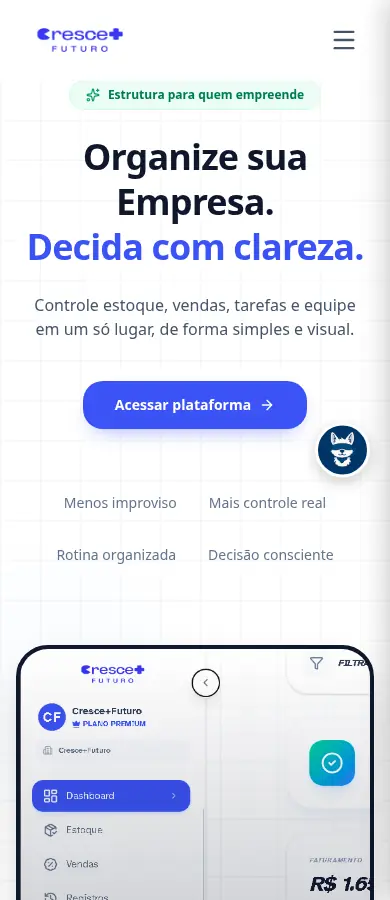 Cresce+
FUTURO
Estrutura para quem empreende
Organize sua
Empresa.
Decida com clareza.
Controle estoque, vendas, tarefas e equipe
em um só lugar, de forma simples e visual.
Acessar plataforma
Menos improviso
Mais controle real
Rotina organizada
Decisão consciente
Cresce+
FUTURO
CF
Cresce+Futuro
PLANO PREMIUM
Cresce+Futuro
Dashboard
Estoque
Vendas
Registros
FILTRA
FATURAMENTO
R$ 1.65